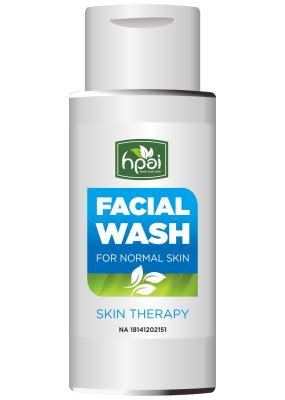 hpai
FACIAL
WASH
FOR NORMAL SKIN
SKIN THERAPY
NA 18141202151